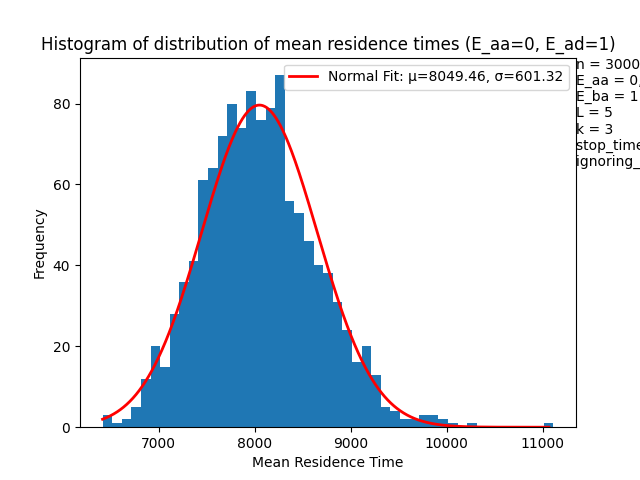 Histogram of distribution of mean residence times (E_aa=0, E_ad=1)
Normal Fit: μ=8049.46, σ=601.32
n = 3000
E_aa = 0,
E_ba = 1
L = 5
k = 3
stop_time
ignoring_
Frequency
80
60
40
20
0
7000 8000 9000 10000 11000
Mean Residence Time